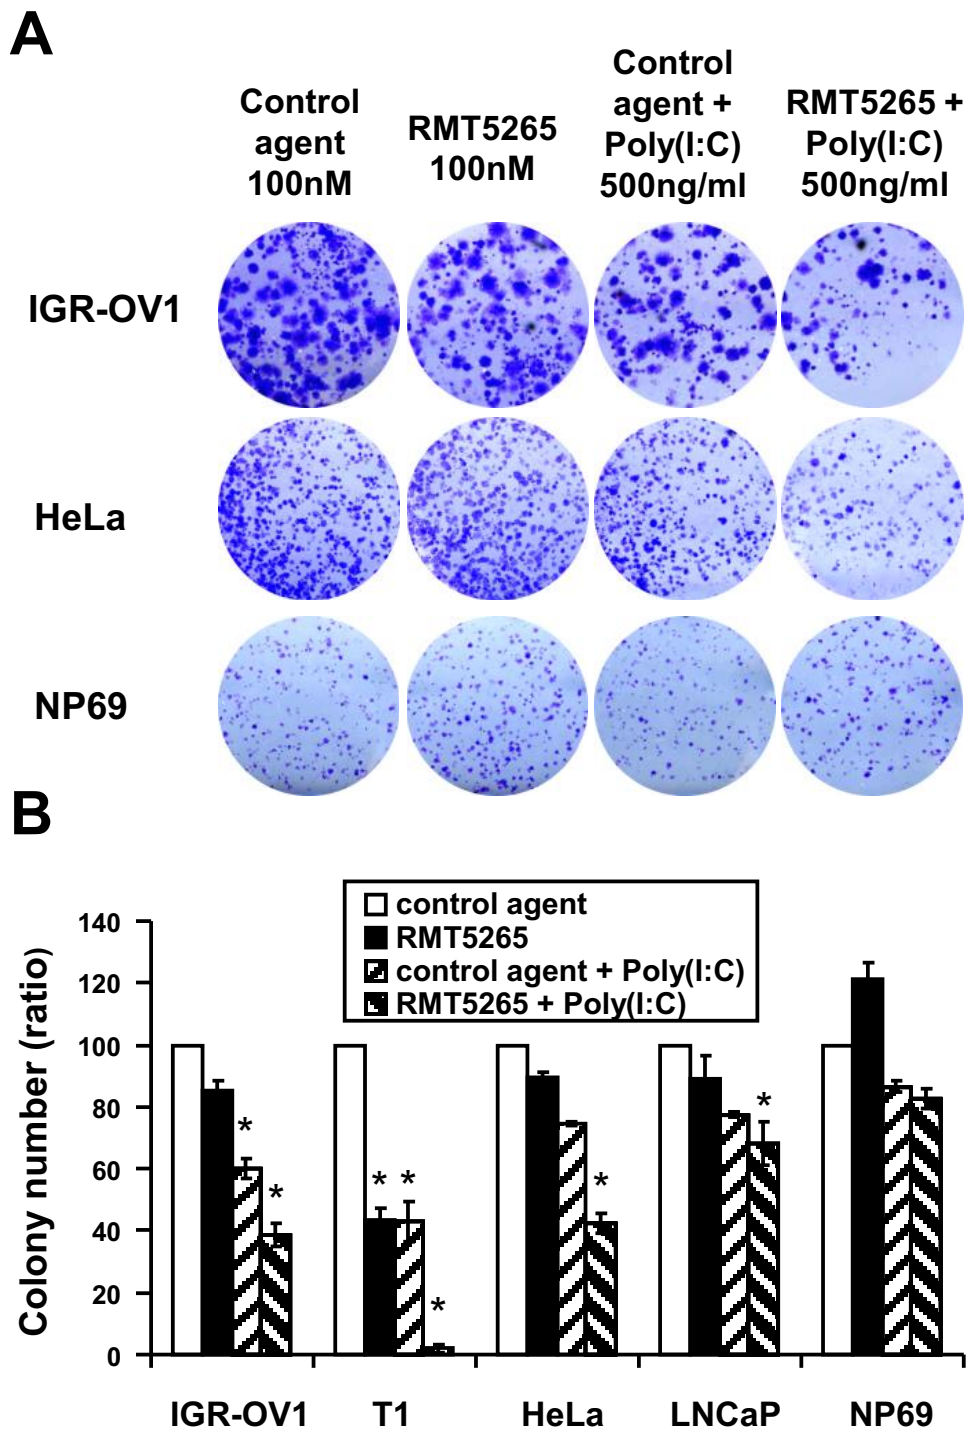 A
Control
agent
100nM
RMT5265
100nM
Control
agent +
Poly(I:C)
500ng/ml
RMT5265 +
Poly(I:C)
500ng/ml
IGR-OV1
HeLa
NP69
B
control agent
RMT5265
control agent + Poly(I:C)
RMT5265 + Poly(I:C)
Colony number (ratio)
140
120
100
80
60
40
20
0
* *
* * *
*
*
IGR-OV1 T1 HeLa LNCaP NP69